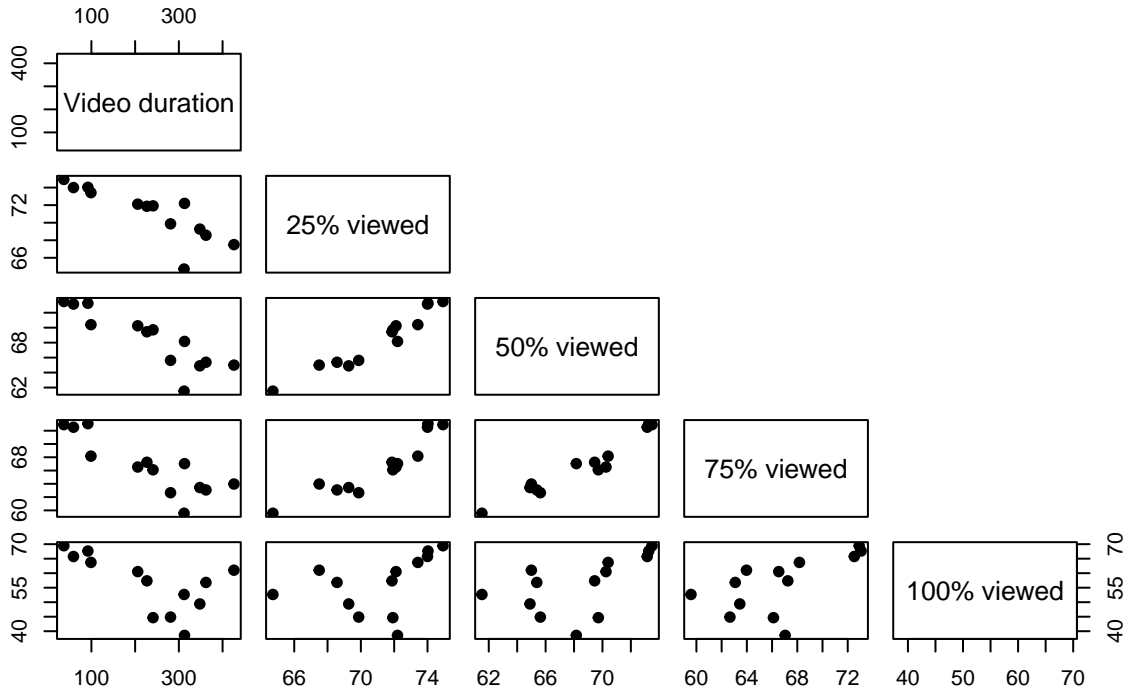 100 300
100 400
Video duration
66 72
25% viewed
62 68
50% viewed
60 68
75% viewed
40 55 70
100% viewed
40 55 70
100 300
66 70 74
62 66 70
60 64 68 72
40 50 60 70